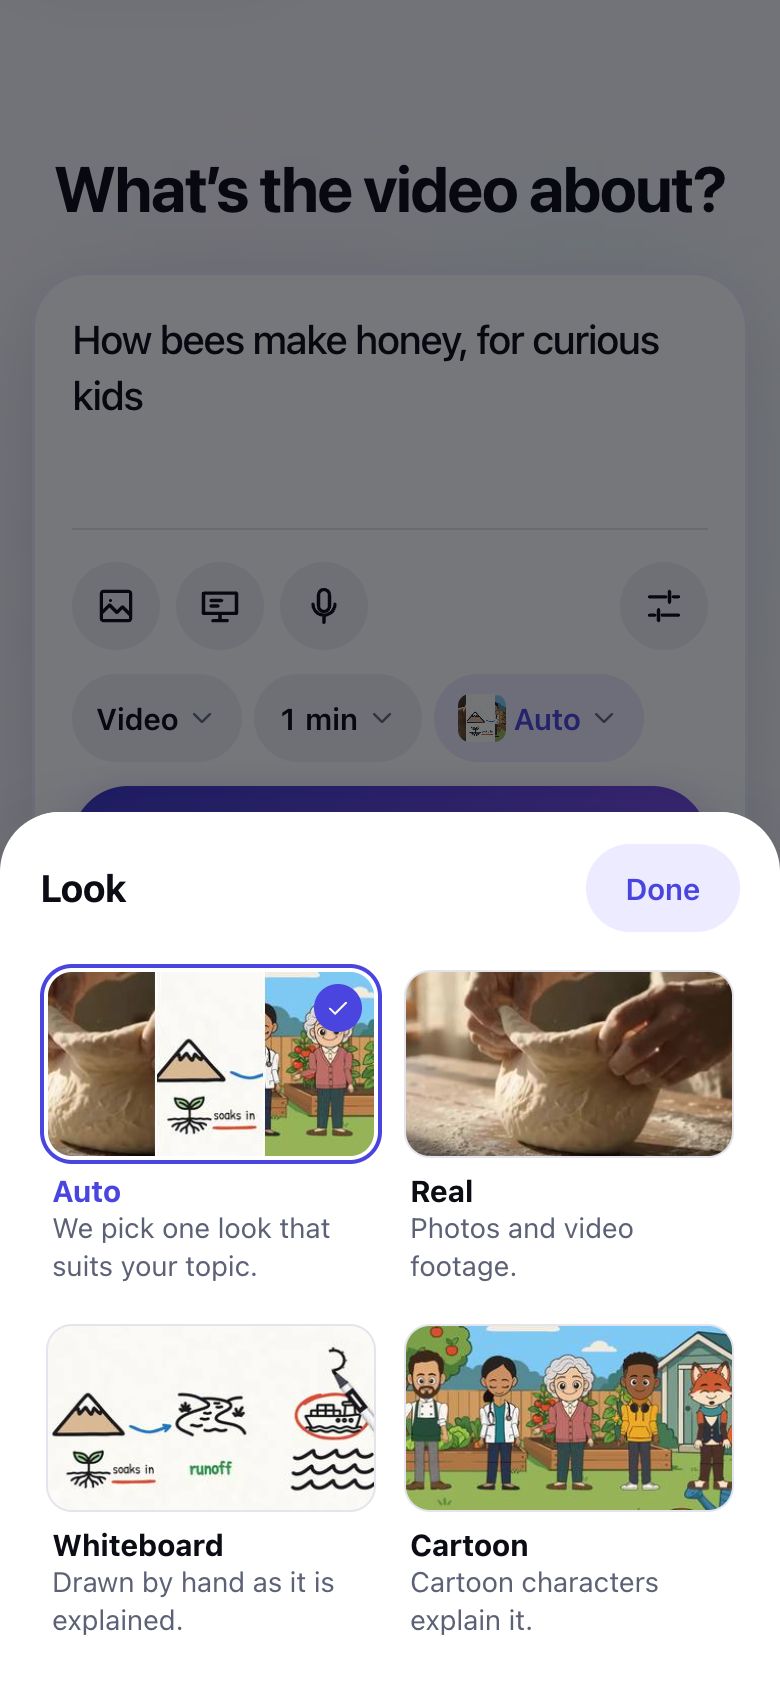 What's the video about?
How bees make honey, for curious
kids
Video
1 min
Auto
Look
Done
soaks in
Auto
We pick one look that
suits your topic.
Real
Photos and video
footage.
soaks in
runoff
Whiteboard
Drawn by hand as it is
explained.
Cartoon
Cartoon characters
explain it.